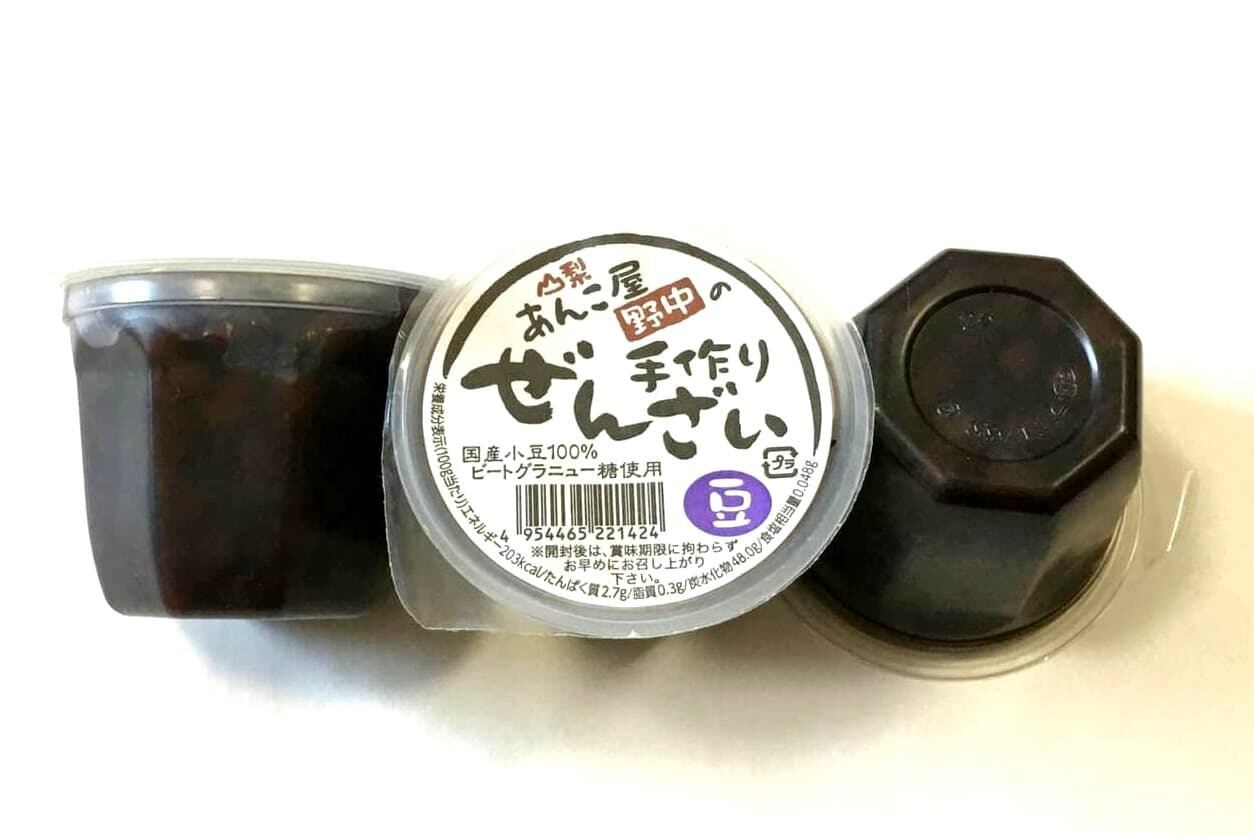 山梨
あんこ屋 野中の
手作り
ぜんざい
プラ
国産小豆100%
ビートグラニュー糖使用
豆
4 954465 221424
※開封後は、賞味期限に拘わらず
お早めにお召し上がり
下さい。
栄養成分表示(100g当たり)エネルギー203kcal/たんぱく質2.7g/脂質0.3g/炭水化物48.0g/食塩相当量0.048g